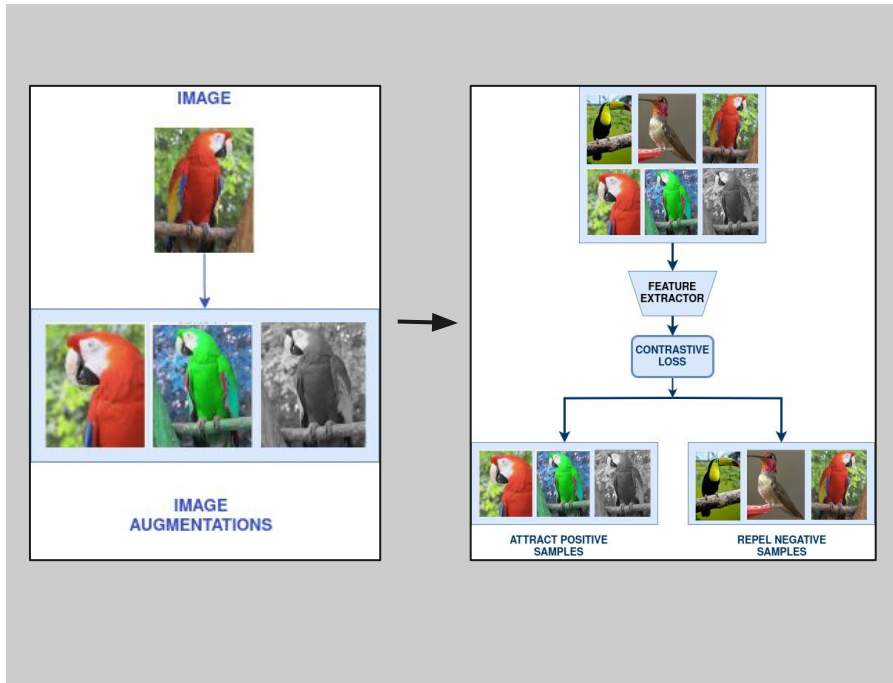 IMAGE
IMAGE
AUGMENTATIONS
FEATURE
EXTRACTOR
CONTRASTIVE
LOSS
ATTRACT POSITIVE
SAMPLES
REPEL NEGATIVE
SAMPLES